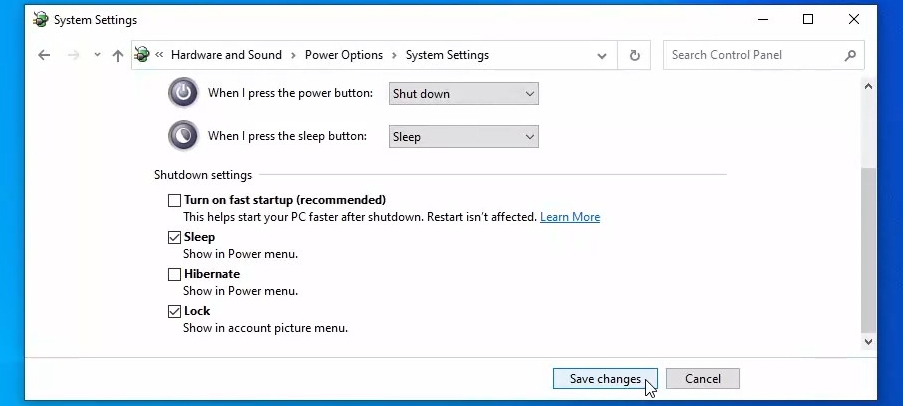 System Settings
« Hardware and Sound > Power Options > System Settings
Search Control Panel
When I press the power button: Shut down
When I press the sleep button: Sleep
Shutdown settings
Turn on fast startup (recommended)
This helps start your PC faster after shutdown. Restart isn't affected. Learn More
Sleep
Show in Power menu.
Hibernate
Show in Power menu.
Lock
Show in account picture menu.
Save changes Cancel